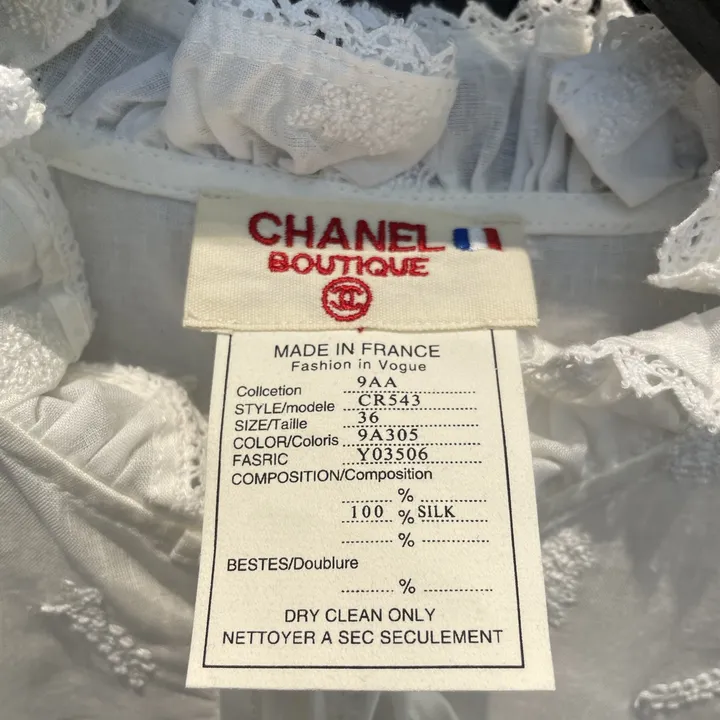 CHANEL
BOUTIQUE
MADE IN FRANCE
Fashion in Vogue
Collcetion 9AA
STYLE/modele CR543
SIZE/Taille 36
COLOR/Coloris 9A305
FASRIC Y03506
COMPOSITION/Composition
%
100 % SILK
%
BESTES/Doublure
%
DRY CLEAN ONLY
NETTOYER A SEC SECULEMENT